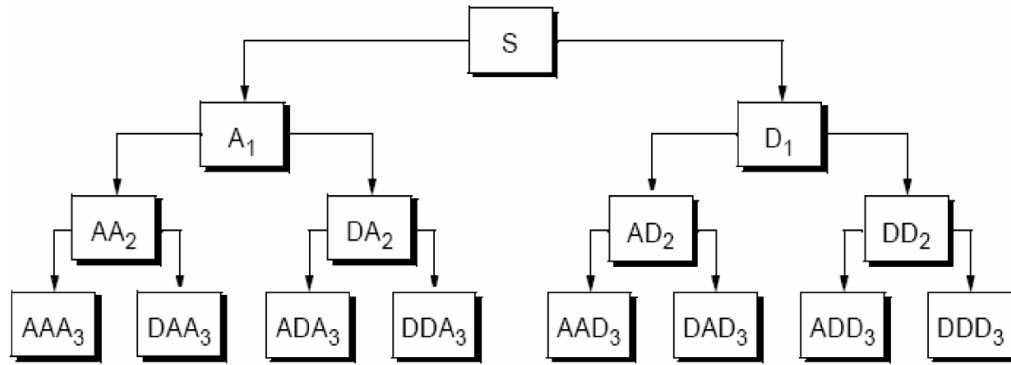 S
A₁ D₁
AA₂ DA₂ AD₂ DD₂
AAA₃ DAA₃ ADA₃ DDA₃ AAD₃ DAD₃ ADD₃ DDD₃